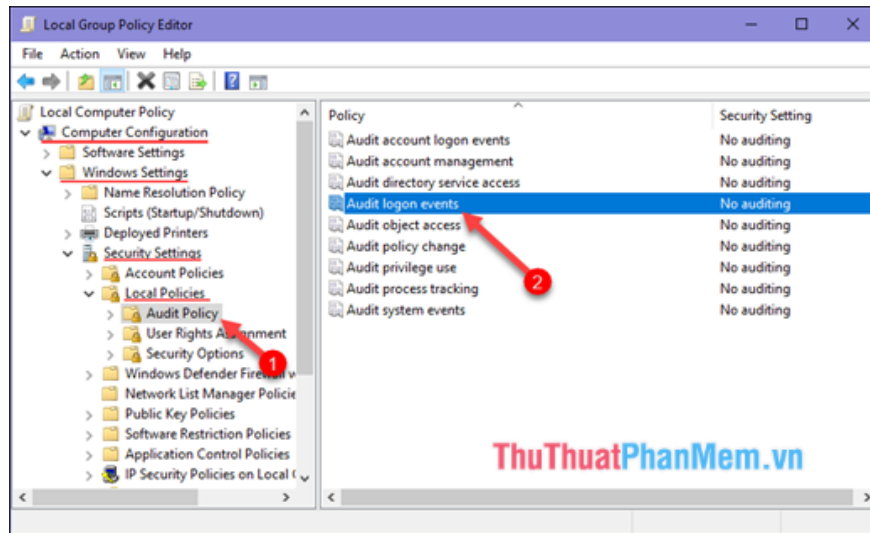 Local Group Policy Editor
File Action View Help
Local Computer Policy
Computer Configuration
Software Settings
Windows Settings
Name Resolution Policy
Scripts (Startup/Shutdown)
Deployed Printers
Security Settings
Account Policies
Local Policies
Audit Policy
User Rights
Security Options
Windows Defender
Network List Manager
Public Key Policies
Software Restriction Policies
Application Control Policies
IP Security Policies on Local
Policy Security Setting
Audit account logon events No auditing
Audit account management No auditing
Audit directory service access No auditing
Audit logon events No auditing
Audit object access No auditing
Audit policy change No auditing
Audit privilege use No auditing
Audit process tracking No auditing
Audit system events No auditing
1
2
ThuThuatPhanMem.vn